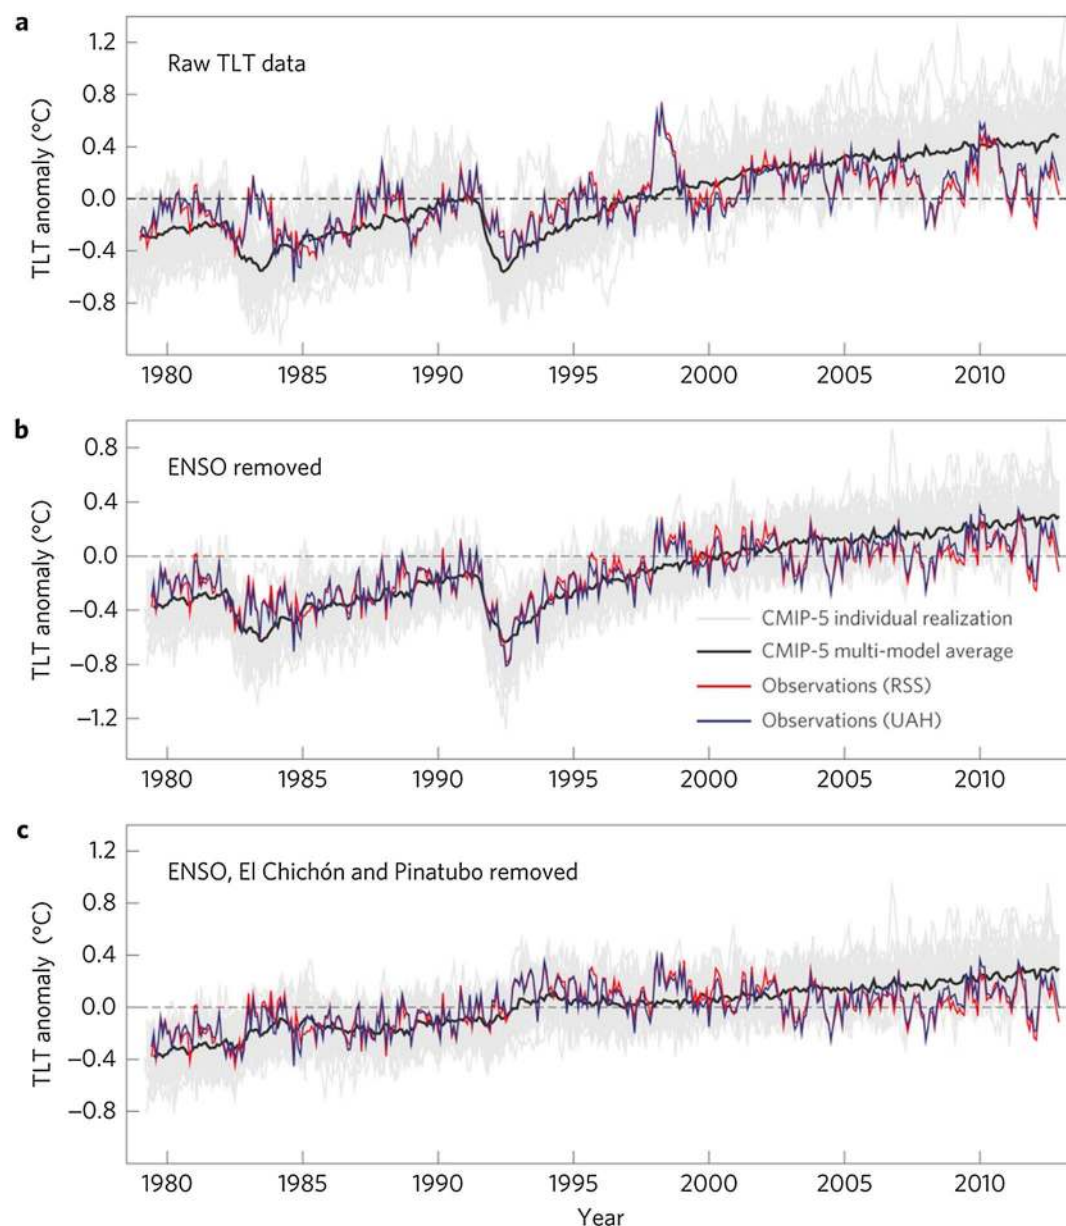 a
Raw TLT data
TLT anomaly (°C)
1.2
0.8
0.4
0.0
−0.4
−0.8
1980 1985 1990 1995 2000 2005 2010
b
ENSO removed
TLT anomaly (°C)
0.8
0.4
0.0
−0.4
−0.8
−1.2
CMIP-5 individual realization
CMIP-5 multi-model average
Observations (RSS)
Observations (UAH)
1980 1985 1990 1995 2000 2005 2010
c
ENSO, El Chichón and Pinatubo removed
TLT anomaly (°C)
1.2
0.8
0.4
0.0
−0.4
−0.8
1980 1985 1990 1995 2000 2005 2010
Year